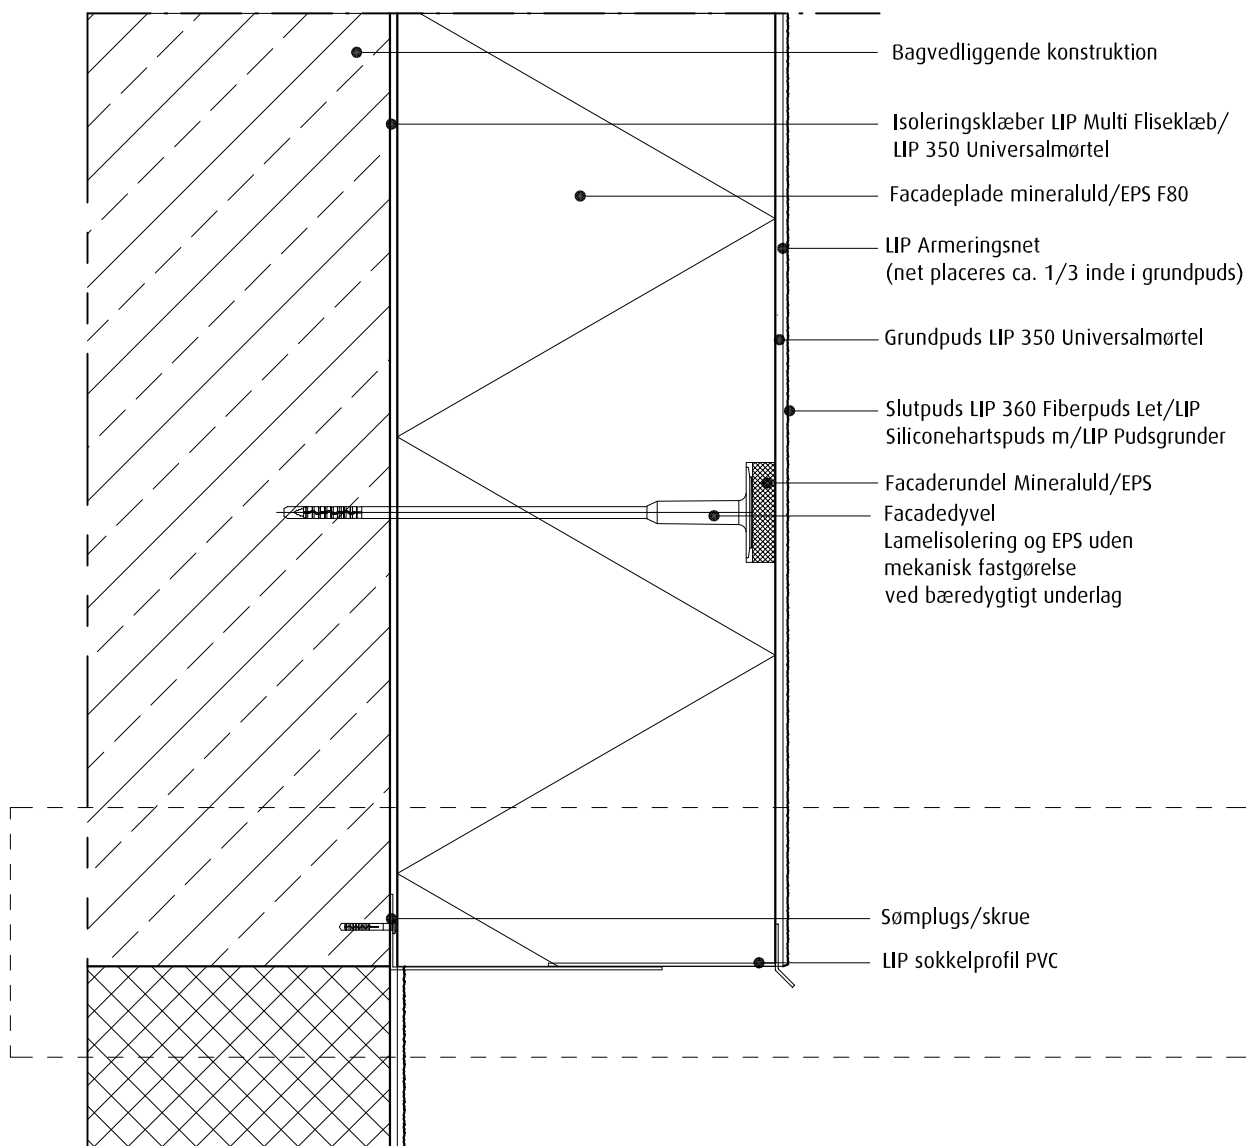 Bagvedliggende konstruktion
Isoleringsklæber LIP Multi Fliseklæb/
LIP 350 Universalmørtel
Facadeplade mineraluld/EPS F80
LIP Armeringsnet
(net placeres ca. 1/3 inde i grundpuds)
Grundpuds LIP 350 Universalmørtel
Slutpuds LIP 360 Fiberpuds Let/LIP
Siliconehartspuds m/LIP Pudsgrunder
Facaderundel Mineraluld/EPS
Facadedyvel
Lamelisolering og EPS uden
mekanisk fastgørelse
ved bæredygtigt underlag
Sømplugs/skrue
LIP sokkelprofil PVC